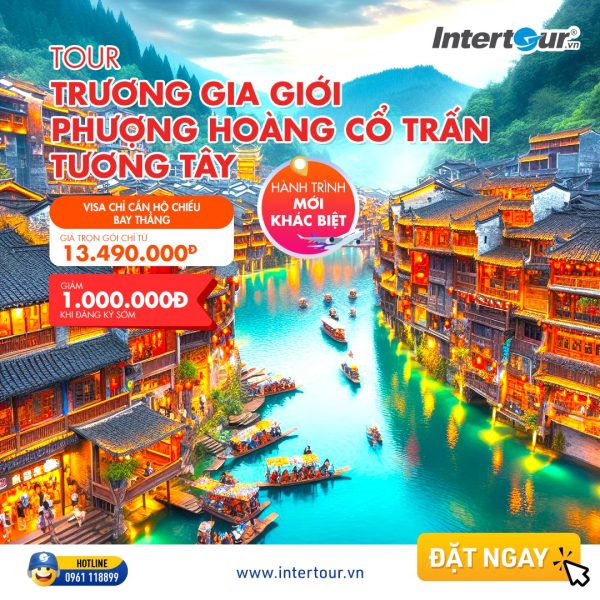 Intertour®
.vn
TOUR
TRƯƠNG GIA GIỚI
PHƯỢNG HOÀNG CỔ TRẤN
TƯƠNG TÂY
HÀNH TRÌNH
MỚI
KHÁC BIỆT
VISA CHỈ CẦN HỘ CHIẾU
BAY THẲNG
GIÁ TRỌN GÓI CHỈ TỪ
13.490.000Đ
GIẢM
1.000.000Đ
KHI ĐĂNG KÝ SỚM
HOTLINE
0961 118899
www.intertour.vn
ĐẶT NGAY